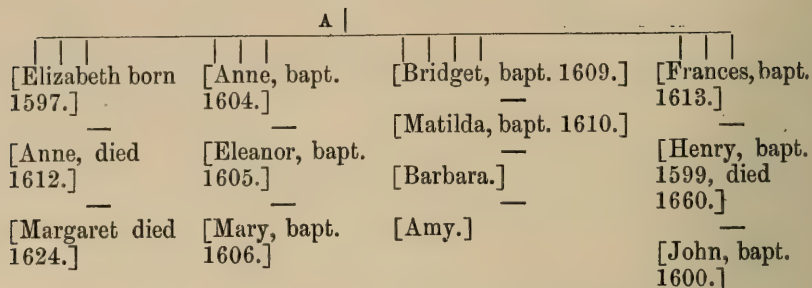 A
[Elizabeth born
1597.]
[Anne, died
1612.]
[Margaret died
1624.]
[Anne, bapt.
1604.]
[Eleanor, bapt.
1605.]
[Mary, bapt.
1606.]
[Bridget, bapt. 1609.]
[Matilda, bapt. 1610.]
[Barbara.]
[Amy.]
[Frances, bapt.
1613.]
[Henry, bapt.
1599, died
1660.]
[John, bapt.
1600.]